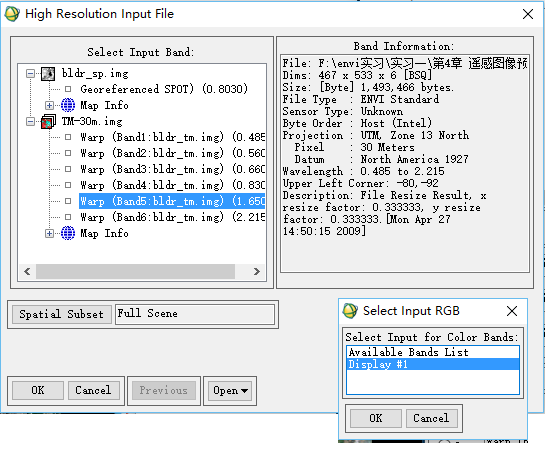 High Resolution Input File
Select Input Band:
bldr_sp.img
Georeferenced SPOT) (0.8030)
Map Info
TM-30m.img
Warp (Band1:bldr_tm.img) (0.485
Warp (Band2:bldr_tm.img) (0.560
Warp (Band3:bldr_tm.img) (0.660
Warp (Band4:bldr_tm.img) (0.830
Warp (Band5:bldr_tm.img) (1.650
Warp (Band6:bldr_tm.img) (2.215
Map Info
Band Information:
File: F:\envi实习\实习一\第4章 遥感图像预
Dims: 467 x 533 x 6 [BSQ]
Size: [Byte] 1,493,466 bytes.
File Type : ENVI Standard
Sensor Type: Unknown
Byte Order : Host (Intel)
Projection : UTM, Zone 13 North
Pixel : 30 Meters
Datum : North America 1927
Wavelength : 0.485 to 2.215
Upper Left Corner: -80,-92
Description: File Resize Result, x
resize factor: 0.333333, y resize
factor: 0.333333.[Mon Apr 27
14:50:15 2009]
Spatial Subset Full Scene
OK Cancel Previous Open
Select Input RGB
Select Input for Color Bands:
Available Bands List
Display #1
OK Cancel